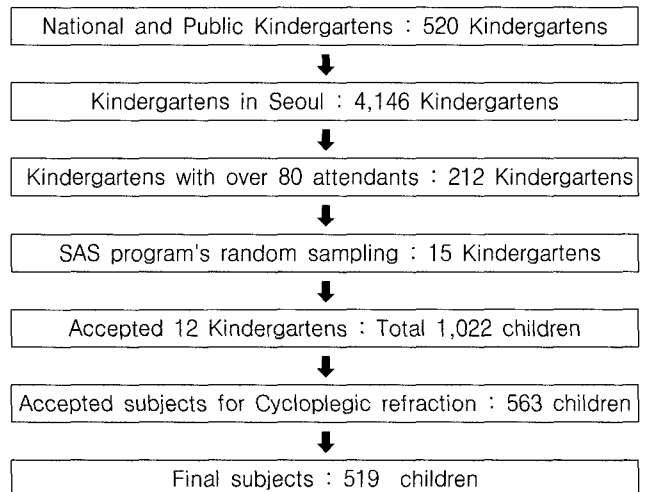 National and Public Kindergartens : 520 Kindergartens
Kindergartens in Seoul : 4,146 Kindergartens
Kindergartens with over 80 attendants : 212 Kindergartens
SAS program's random sampling : 15 Kindergartens
Accepted 12 Kindergartens : Total 1,022 children
Accepted subjects for Cycloplegic refraction : 563 children
Final subjects : 519 children